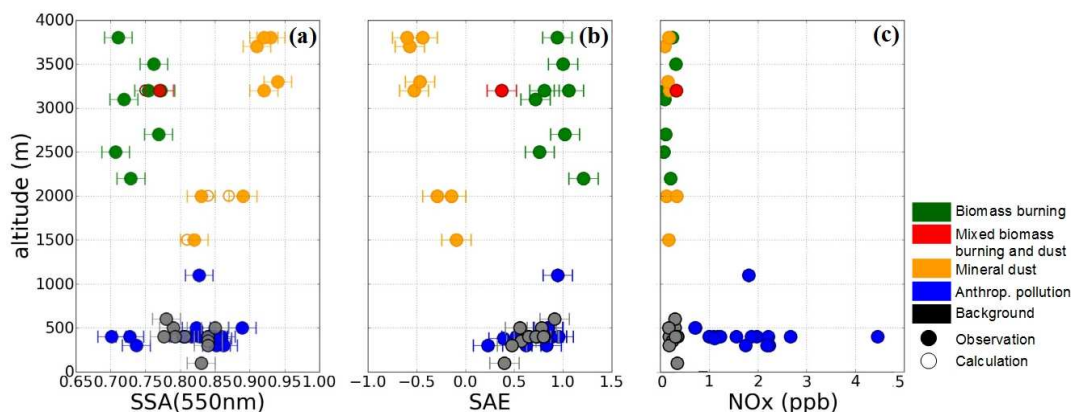 4000
3500
3000
2500
2000
1500
1000
500
0
altitude (m)
(a)
0.65 0.70 0.75 0.80 0.85 0.90 0.95 1.00
SSA(550nm)
(b)
−1.0 −0.5 0.0 0.5 1.0 1.5
SAE
(c)
0 1 2 3 4 5
NOx (ppb)
Biomass burning
Mixed biomass
burning and dust
Mineral dust
Anthrop. pollution
Background
Observation
Calculation